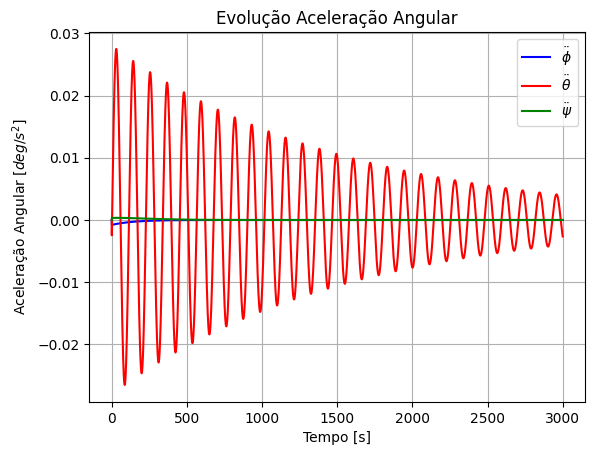 Evolução Aceleração Angular
0.03
0.02
0.01
0.00
−0.01
−0.02
Aceleração Angular [deg/s²]
ϕ̈
θ̈
ψ̈
0
500
1000
1500
2000
2500
3000
Tempo [s]